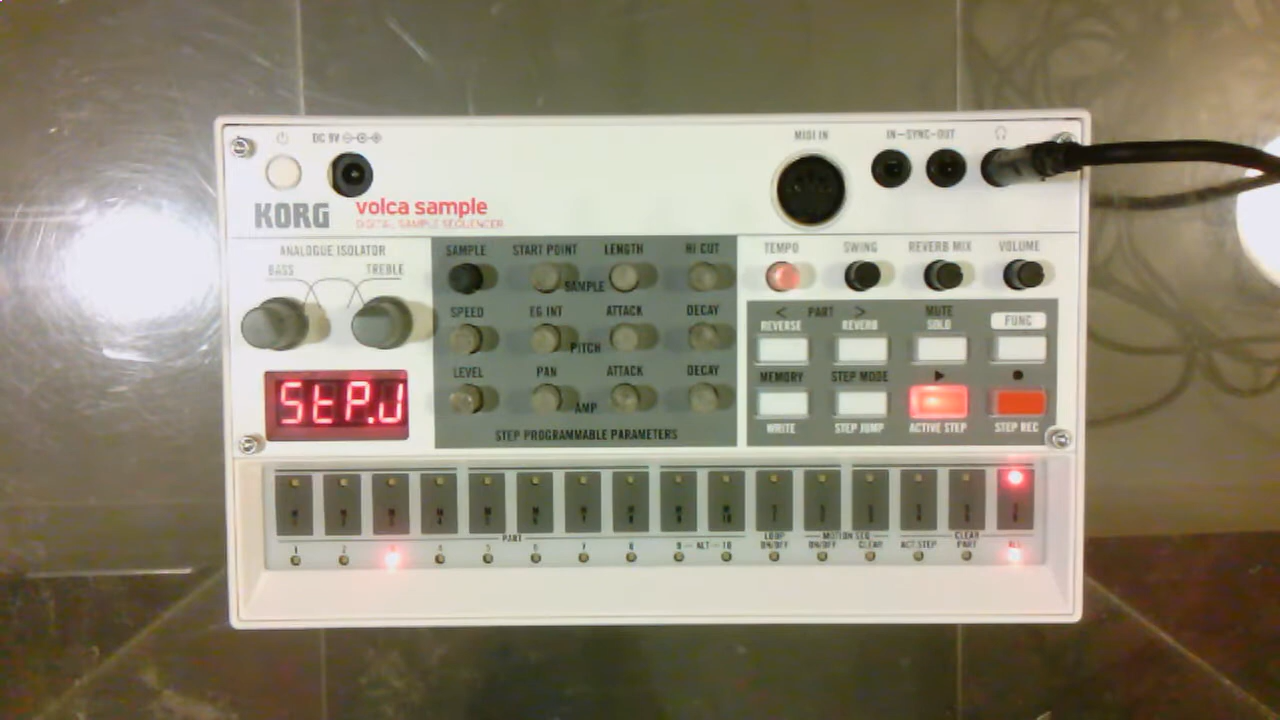 DC 9V
MIDI IN
IN-SYNC-OUT
KORG
volca sample
DIGITAL SAMPLE SEQUENCER
ANALOGUE ISOLATOR
BASS TREBLE
SAMPLE START POINT LENGTH HI CUT
SAMPLE
SPEED EG INT ATTACK DECAY
PITCH
LEVEL PAN ATTACK DECAY
AMP
STEP PROGRAMMABLE PARAMETERS
TEMPO SWING REVERB MIX VOLUME
< PART > MUTE FUNC
REVERSE REVERB SOLO
MEMORY STEP MODE
WRITE STEP JUMP ACTIVE STEP STEP REC
StEP.J
PART
LOOP MOTION SEQ CLEAR
1 2 3 4 5 6 7 8 9-ALT-10 ON/OFF ON/OFF CLEAR ACT STEP PART ALL